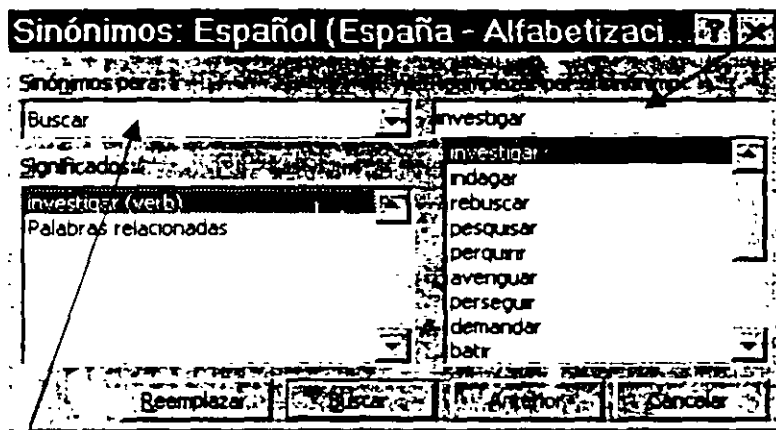 Sinónimos: Español (España - Alfabetizaci...
Sinónimos para:
Buscar
investigar
Significados:
investigar (verb)
Palabras relacionadas
investigar
indagar
rebuscar
pesquisar
perquirir
averiguar
perseguir
demandar
batir
Reemplazar
Buscar
Anterior
Cancelar